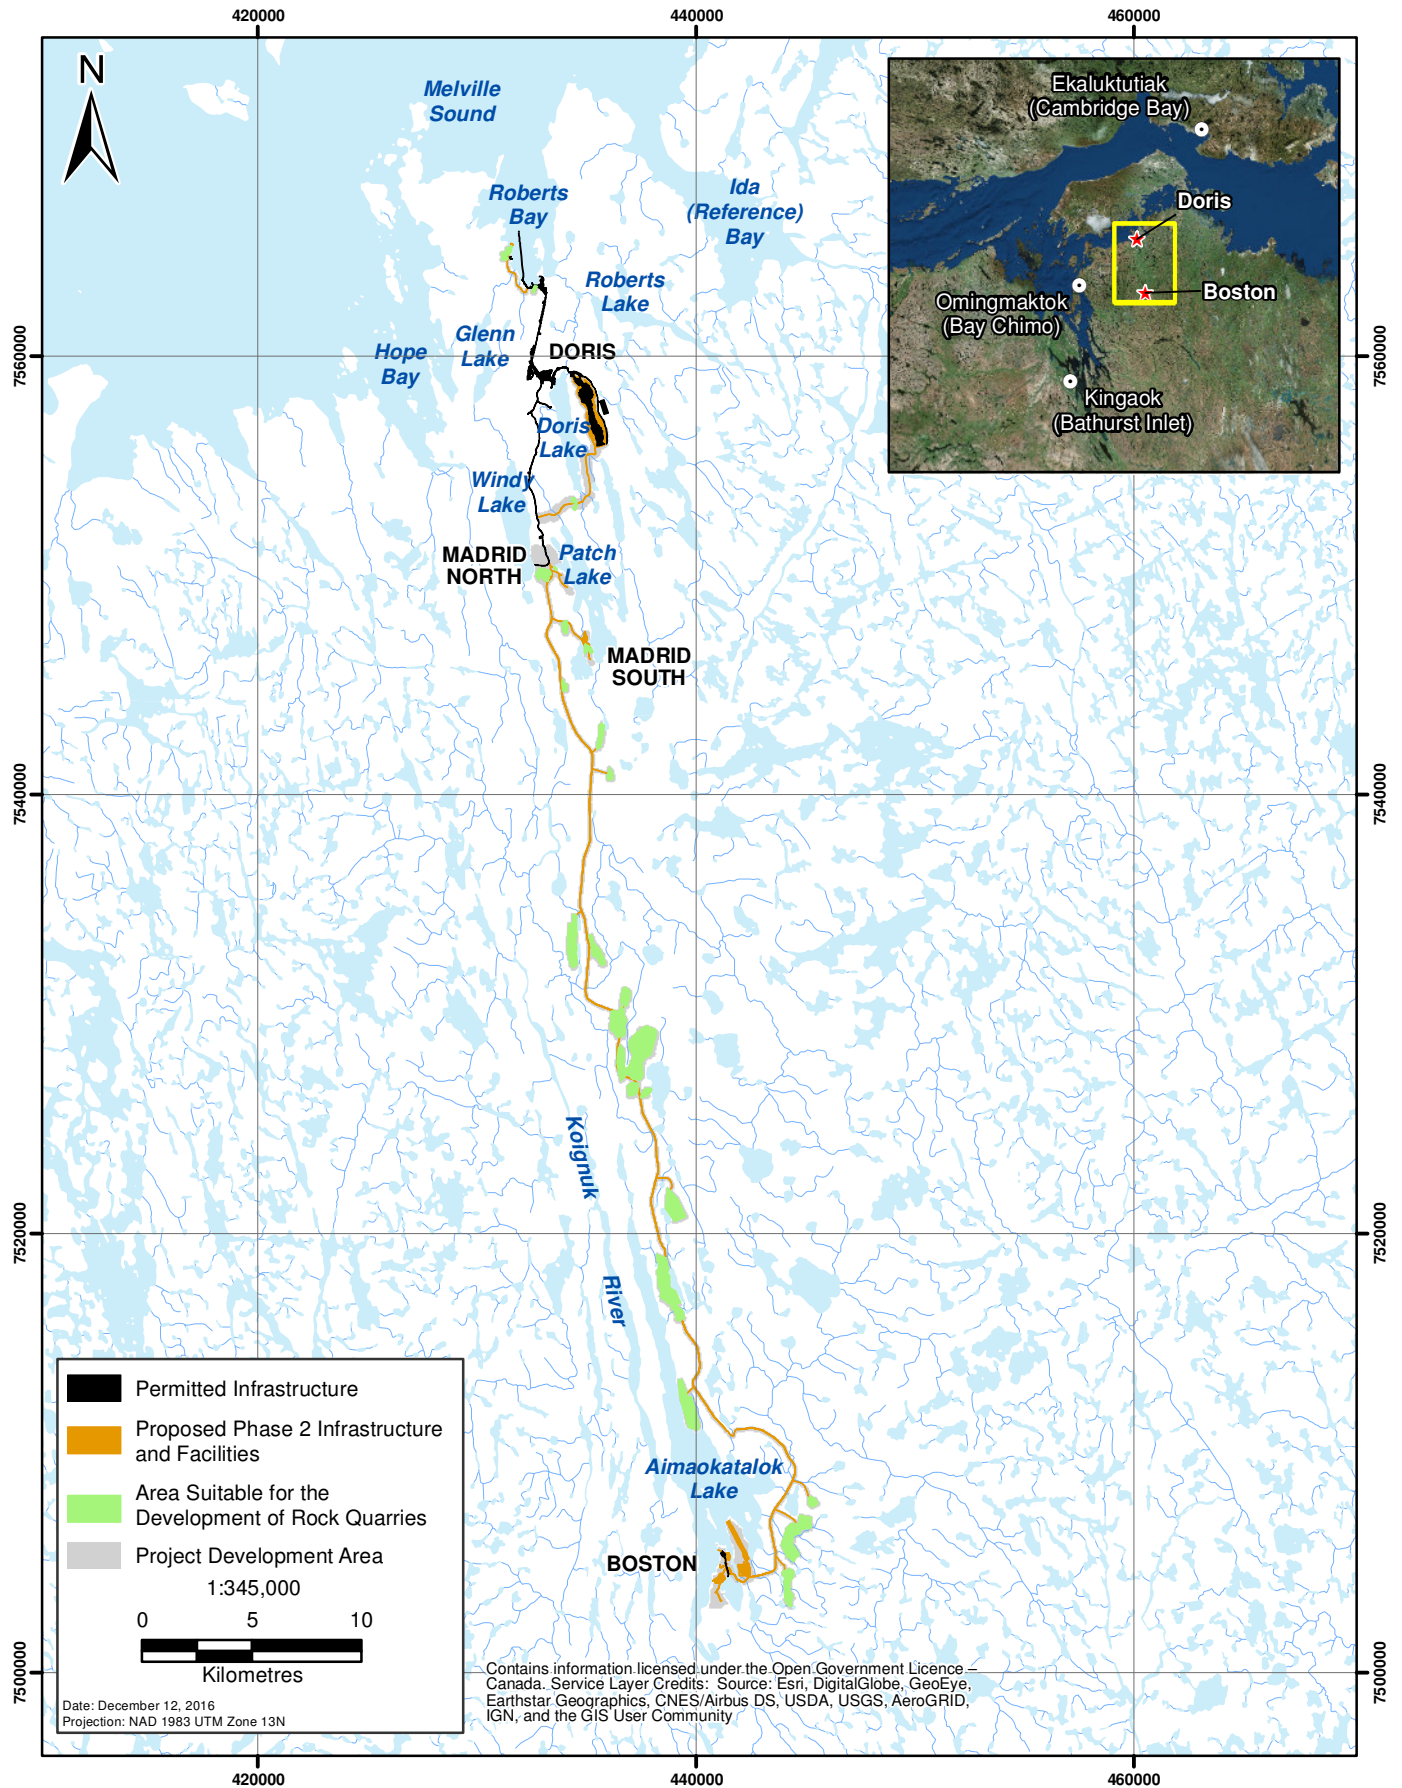 420000
440000
460000
N
Melville
Sound
Roberts
Bay
Ida
(Reference)
Bay
Roberts
Lake
Glenn
Lake
Hope
Bay
DORIS
Doris
Lake
Windy
Lake
MADRID
NORTH
Patch
Lake
MADRID
SOUTH
Koignuk
River
Aimaokatalok
Lake
BOSTON
Ekaluktutiak
(Cambridge Bay)
Doris
Boston
Omingmaktok
(Bay Chimo)
Kingaok
(Bathurst Inlet)
7560000
7560000
7540000
7540000
7520000
7520000
7500000
7500000
Permitted Infrastructure
Proposed Phase 2 Infrastructure
and Facilities
Area Suitable for the
Development of Rock Quarries
Project Development Area
1:345,000
0 5 10
Kilometres
Date: December 12, 2016
Projection: NAD 1983 UTM Zone 13N
Contains information licensed under the Open Government Licence –
Canada. Service Layer Credits: Source: Esri, DigitalGlobe, GeoEye,
Earthstar Geographics, CNES/Airbus DS, USDA, USGS, AeroGRID,
IGN, and the GIS User Community
420000
440000
460000